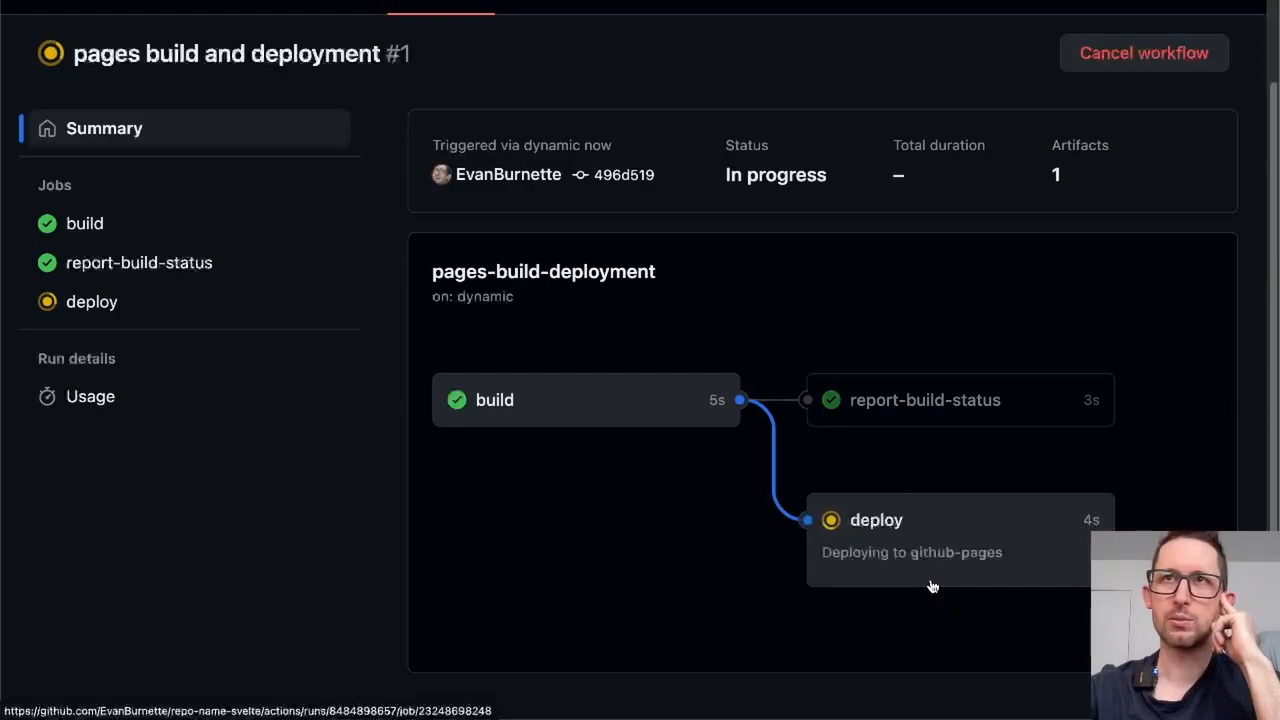 pages build and deployment #1
Cancel workflow
Summary
Jobs
build
report-build-status
deploy
Run details
Usage
Triggered via dynamic now
EvanBurnette 496d519
Status
In progress
Total duration
–
Artifacts
1
pages-build-deployment
on: dynamic
build 5s
report-build-status 3s
deploy 4s
Deploying to github-pages
https://github.com/EvanBurnette/repo-name-svelte/actions/runs/8484898657/job/23248698248